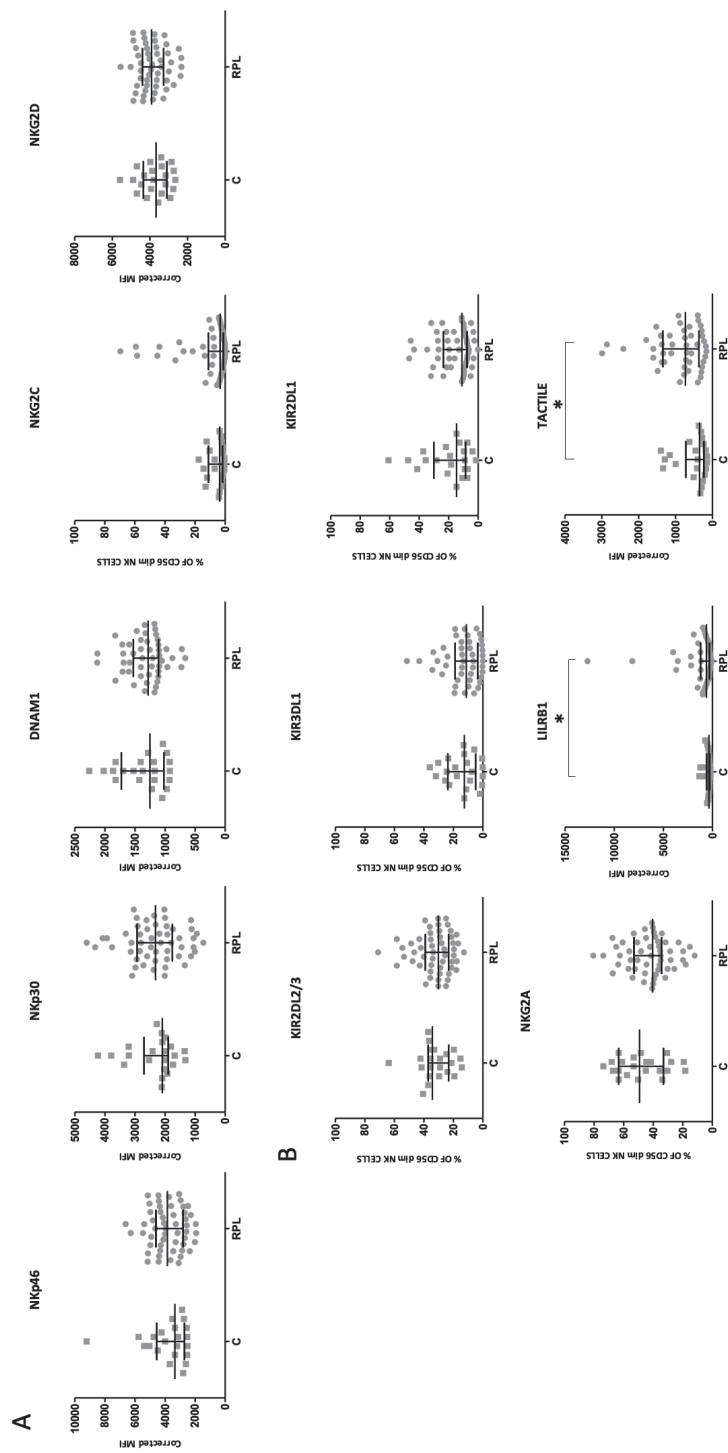 A
NKp46
Corrected MFI
10000
8000
6000
4000
2000
0
C
RPL
NKp30
Corrected MFI
5000
4000
3000
2000
1000
0
C
RPL
DNAM1
Corrected MFI
2500
2000
1500
1000
500
0
C
RPL
NKG2C
% OF CD56 dim NK CELLS
100
80
60
40
20
0
C
RPL
NKG2D
Corrected MFI
8000
6000
4000
2000
0
C
RPL
B
KIR2DL2/3
% OF CD56 dim NK CELLS
100
80
60
40
20
0
C
RPL
KIR3DL1
% OF CD56 dim NK CELLS
100
80
60
40
20
0
C
RPL
KIR2DL1
% OF CD56 dim NK CELLS
100
80
60
40
20
0
C
RPL
NKG2A
% OF CD56 dim NK CELLS
100
80
60
40
20
0
C
RPL
LILRB1
*
Corrected MFI
15000
10000
5000
0
C
RPL
TACTILE
*
Corrected MFI
4000
3000
2000
1000
0
C
RPL